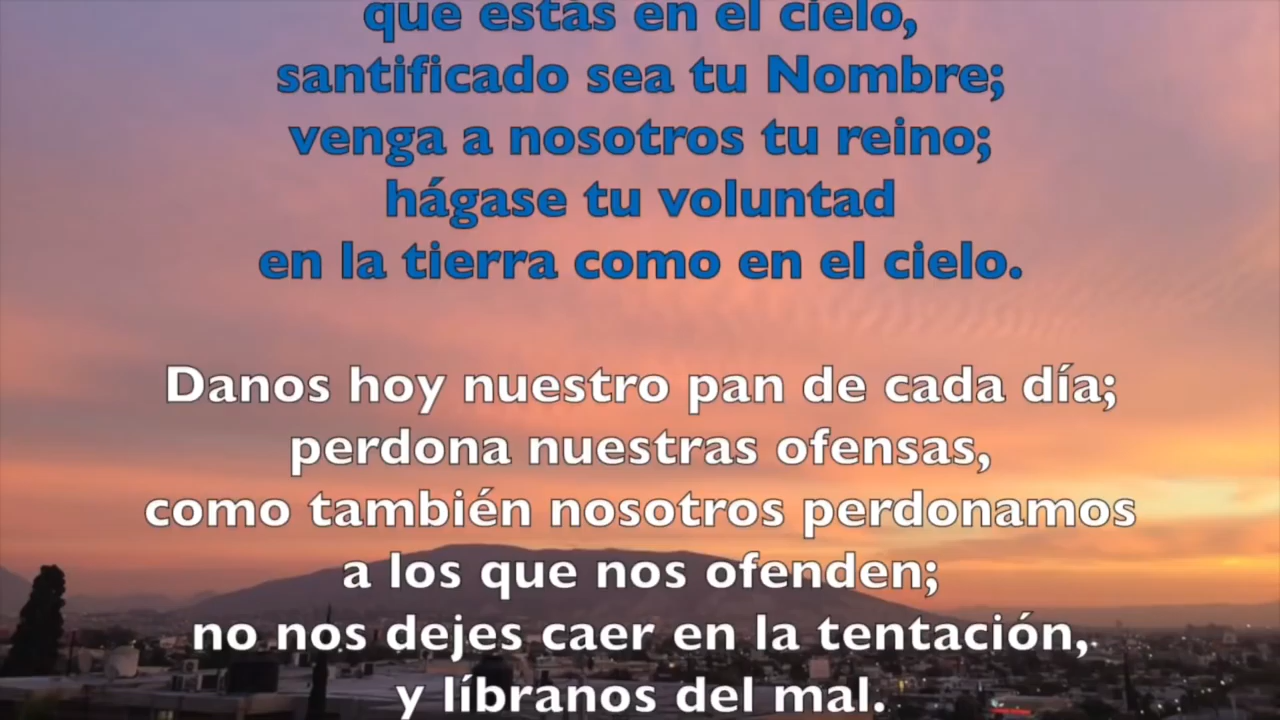 que estás en el cielo,
santificado sea tu Nombre;
venga a nosotros tu reino;
hágase tu voluntad
en la tierra como en el cielo.
Danos hoy nuestro pan de cada día;
perdona nuestras ofensas,
como también nosotros perdonamos
a los que nos ofenden;
no nos dejes caer en la tentación,
y líbranos del mal.